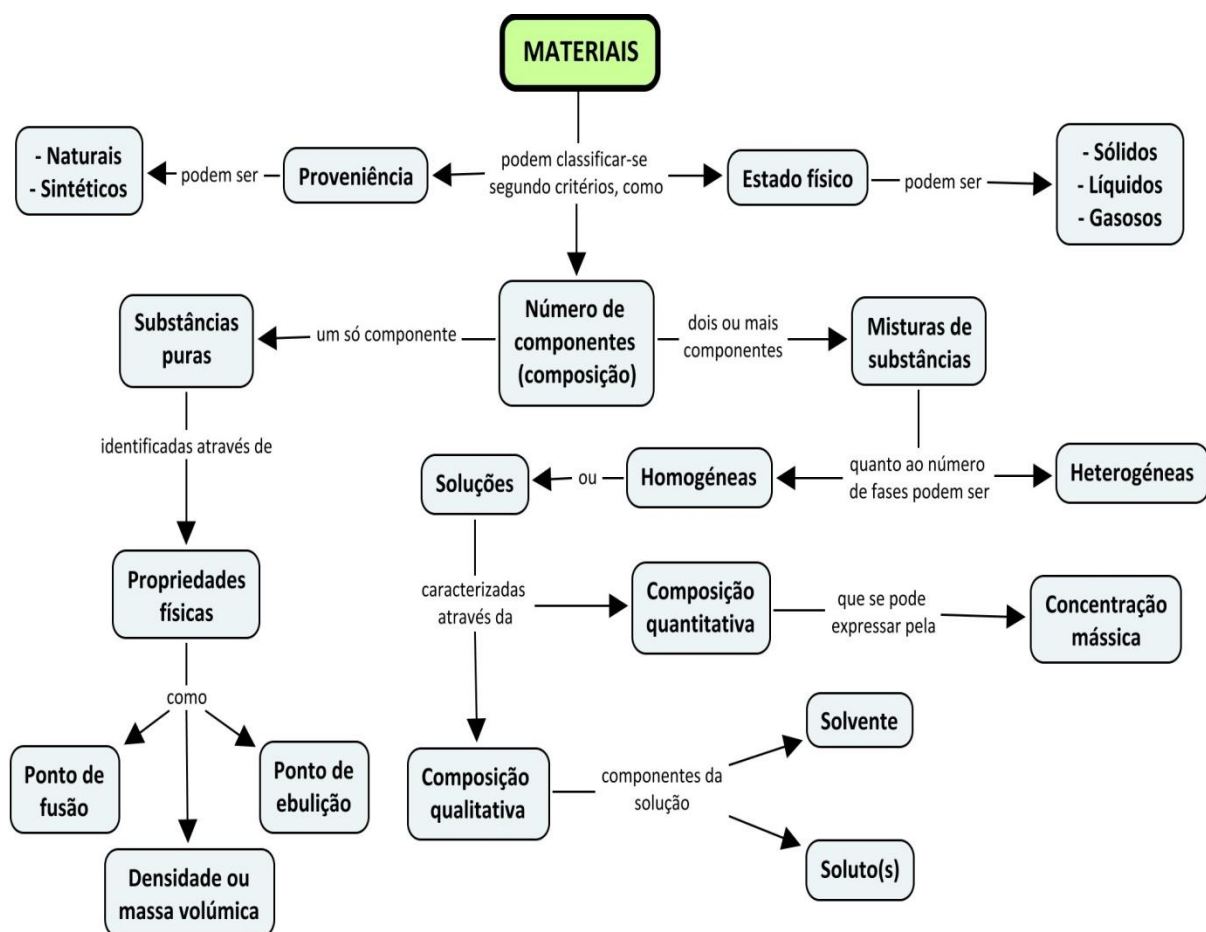 MATERIAIS
- Naturais
- Sintéticos
podem ser
Proveniência
podem classificar-se
segundo critérios, como
Estado físico
podem ser
- Sólidos
- Líquidos
- Gasosos
Substâncias
puras
um só componente
Número de
componentes
(composição)
dois ou mais
componentes
Misturas de
substâncias
identificadas através de
Soluções
ou
Homogéneas
quanto ao número
de fases podem ser
Heterogéneas
Propriedades
físicas
caracterizadas
através da
Composição
quantitativa
que se pode
expressar pela
Concentração
mássica
como
Ponto de
fusão
Ponto de
ebulição
Densidade ou
massa volúmica
Composição
qualitativa
componentes da
solução
Solvente
Soluto(s)